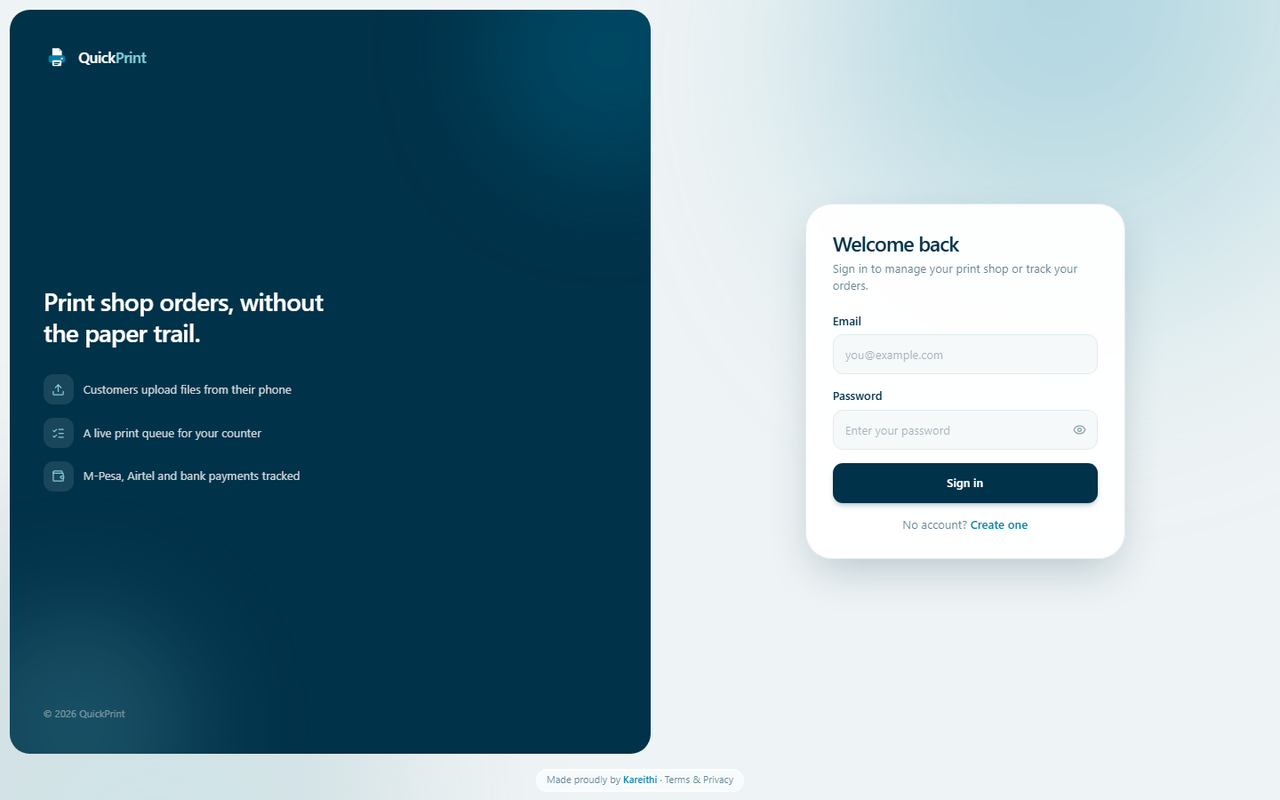 QuickPrint
Print shop orders, without
the paper trail.
Customers upload files from their phone
A live print queue for your counter
M-Pesa, Airtel and bank payments tracked
© 2026 QuickPrint
Welcome back
Sign in to manage your print shop or track your
orders.
Email
you@example.com
Password
Enter your password
Sign in
No account? Create one
Made proudly by Kareithi · Terms & Privacy